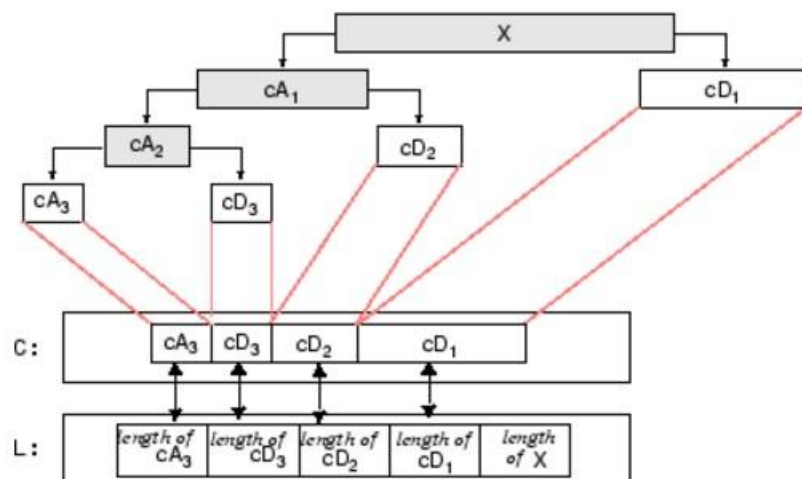 X
cA₁
cD₁
cA₂
cD₂
cA₃
cD₃
C:
cA₃ cD₃ cD₂ cD₁
L:
length of length of length of length of length
cA₃ cD₃ cD₂ cD₁ of X